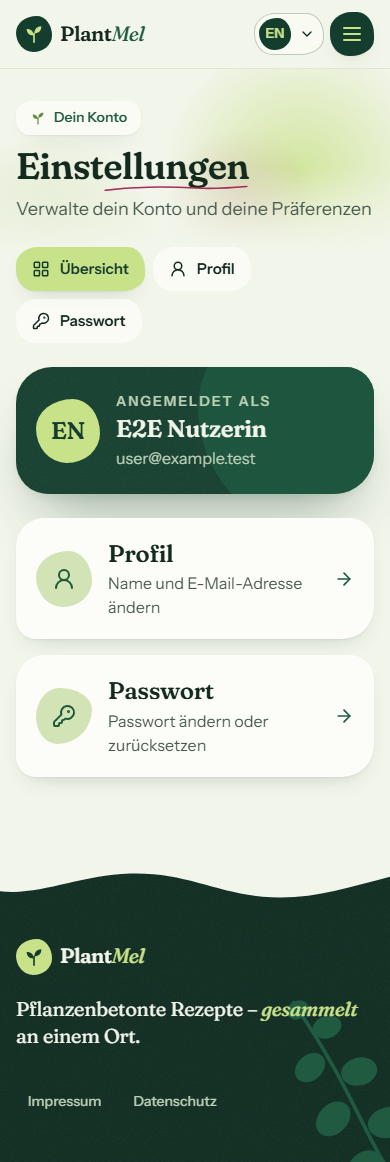 PlantMel
EN
Dein Konto
Einstellungen
Verwalte dein Konto und deine Präferenzen
Übersicht
Profil
Passwort
EN
ANGEMELDET ALS
E2E Nutzerin
user@example.test
Profil
Name und E-Mail-Adresse
ändern
Passwort
Passwort ändern oder
zurücksetzen
PlantMel
Pflanzenbetonte Rezepte – gesammelt
an einem Ort.
Impressum
Datenschutz